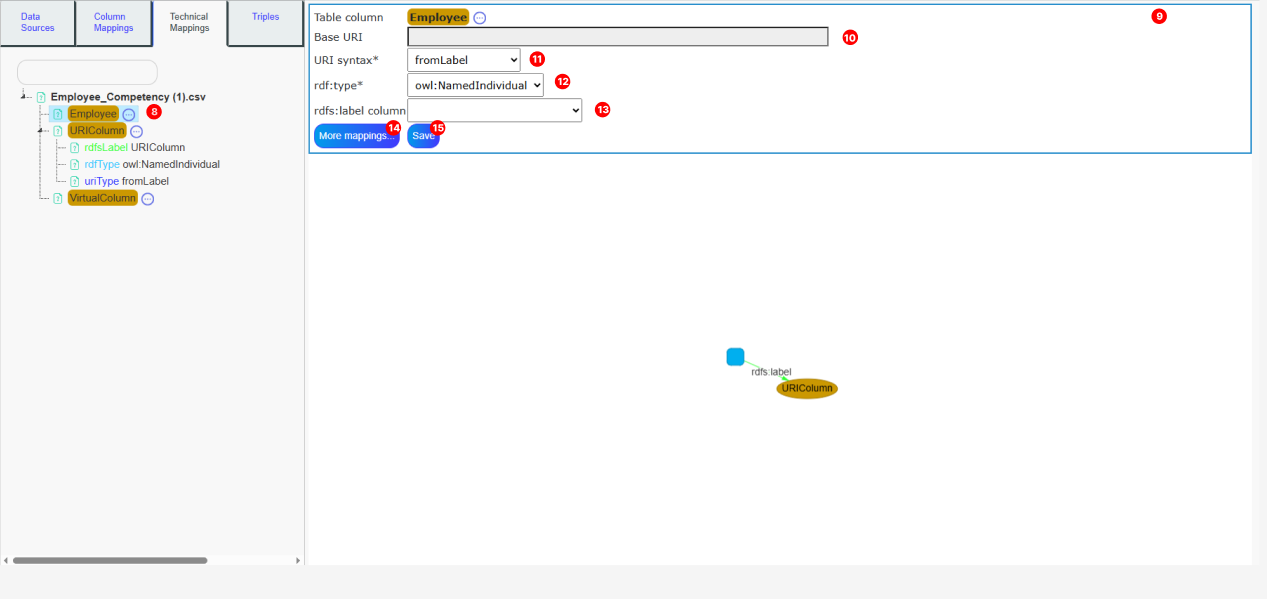 Data Sources
Column Mappings
Technical Mappings
Triples
Employee_Competency (1).csv
Employee 8
URIColumn
rdfsLabel URIColumn
rdfType owl:NamedIndividual
uriType fromLabel
VirtualColumn
Table column Employee 9
Base URI 10
URI syntax* fromLabel 11
rdf:type* owl:NamedIndividual 12
rdfs:label column 13
More mappings... 14 Save 15
rdfs:label
URIColumn